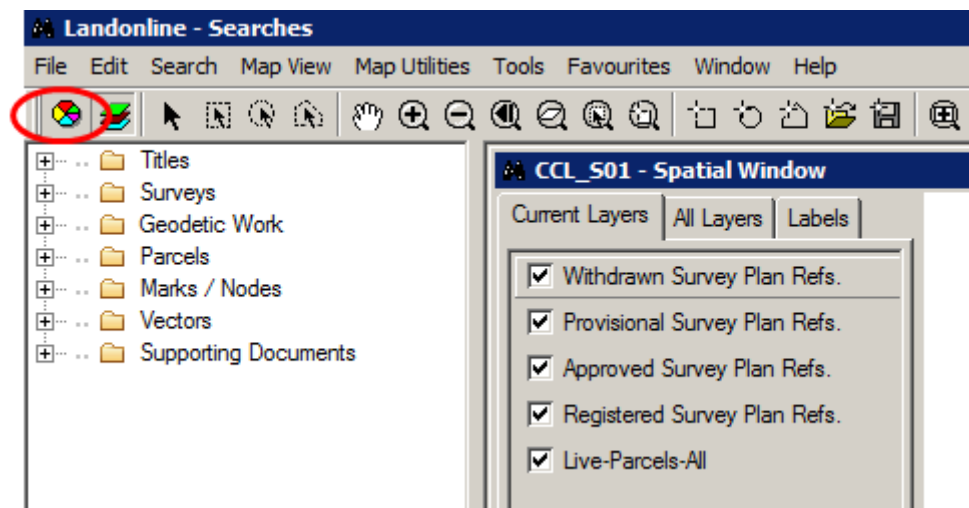 Landonline - Searches
File Edit Search Map View Map Utilities Tools Favourites Window Help
Titles
Surveys
Geodetic Work
Parcels
Marks / Nodes
Vectors
Supporting Documents
CCL_S01 - Spatial Window
Current Layers All Layers Labels
Withdrawn Survey Plan Refs.
Provisional Survey Plan Refs.
Approved Survey Plan Refs.
Registered Survey Plan Refs.
Live-Parcels-All